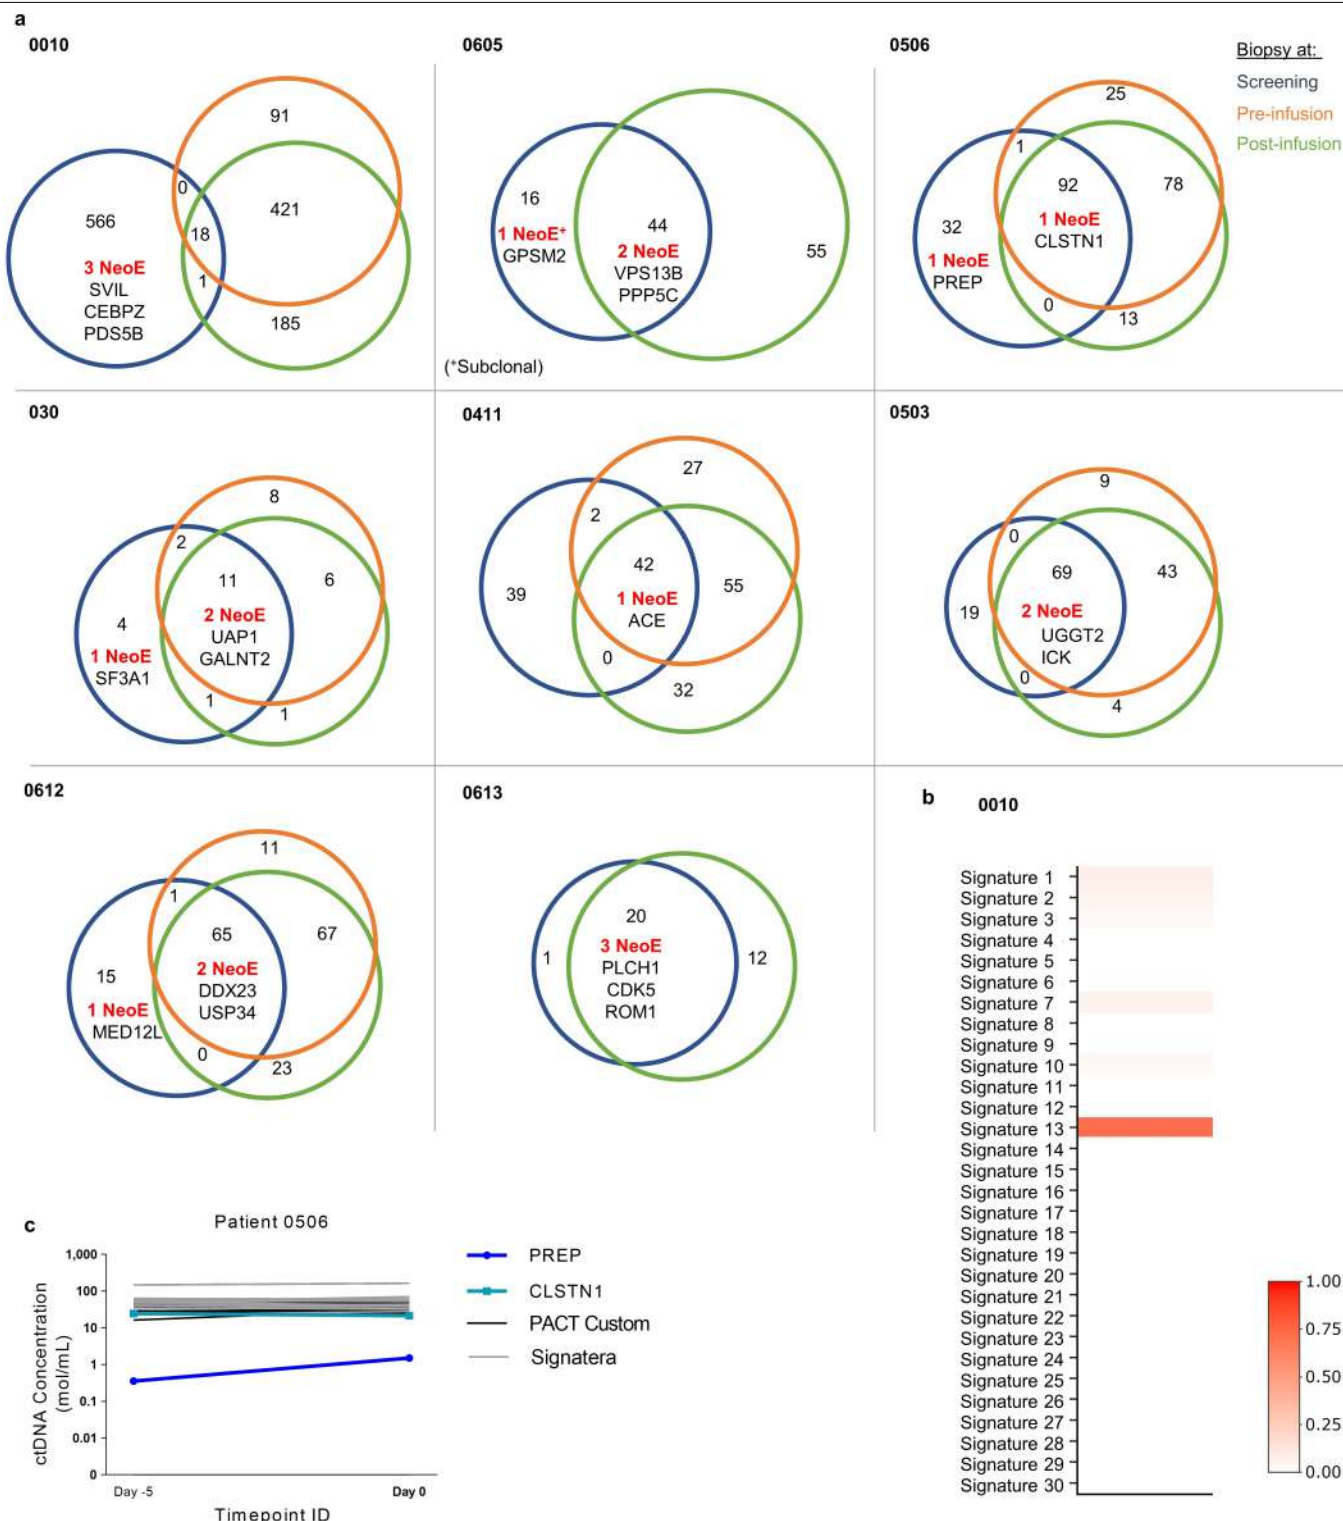 a
0010
91
0
566
421
18
3 NeoE
SVIL
1
CEBPZ
PDS5B
185
0605
16
44
1 NeoE+
GPSM2
2 NeoE
55
VPS13B
PPP5C
(+Subclonal)
0506
25
1
92
78
32
1 NeoE
CLSTN1
1 NeoE
PREP
0
13
Biopsy at:
Screening
Pre-infusion
Post-infusion
030
8
2
11
6
4
2 NeoE
UAP1
1 NeoE
GALNT2
SF3A1
1
1
0411
27
2
42
55
39
1 NeoE
ACE
0
32
0503
9
0
69
43
19
2 NeoE
UGGT2
ICK
0
4
0612
11
1
65
67
15
2 NeoE
DDX23
1 NeoE
USP34
MED12L
0
23
0613
20
3 NeoE
1
12
PLCH1
CDK5
ROM1
b
0010
Signature 1
Signature 2
Signature 3
Signature 4
Signature 5
Signature 6
Signature 7
Signature 8
Signature 9
Signature 10
Signature 11
Signature 12
Signature 13
Signature 14
Signature 15
Signature 16
Signature 17
Signature 18
Signature 19
Signature 20
Signature 21
Signature 22
Signature 23
Signature 24
Signature 25
Signature 26
Signature 27
Signature 28
Signature 29
Signature 30
1.00
0.75
0.50
0.25
0.00
c
Patient 0506
1,000
100
10
1
0.1
0.01
0
ctDNA Concentration
(mol/mL)
Day -5
Day 0
Timepoint ID
PREP
CLSTN1
PACT Custom
Signatera